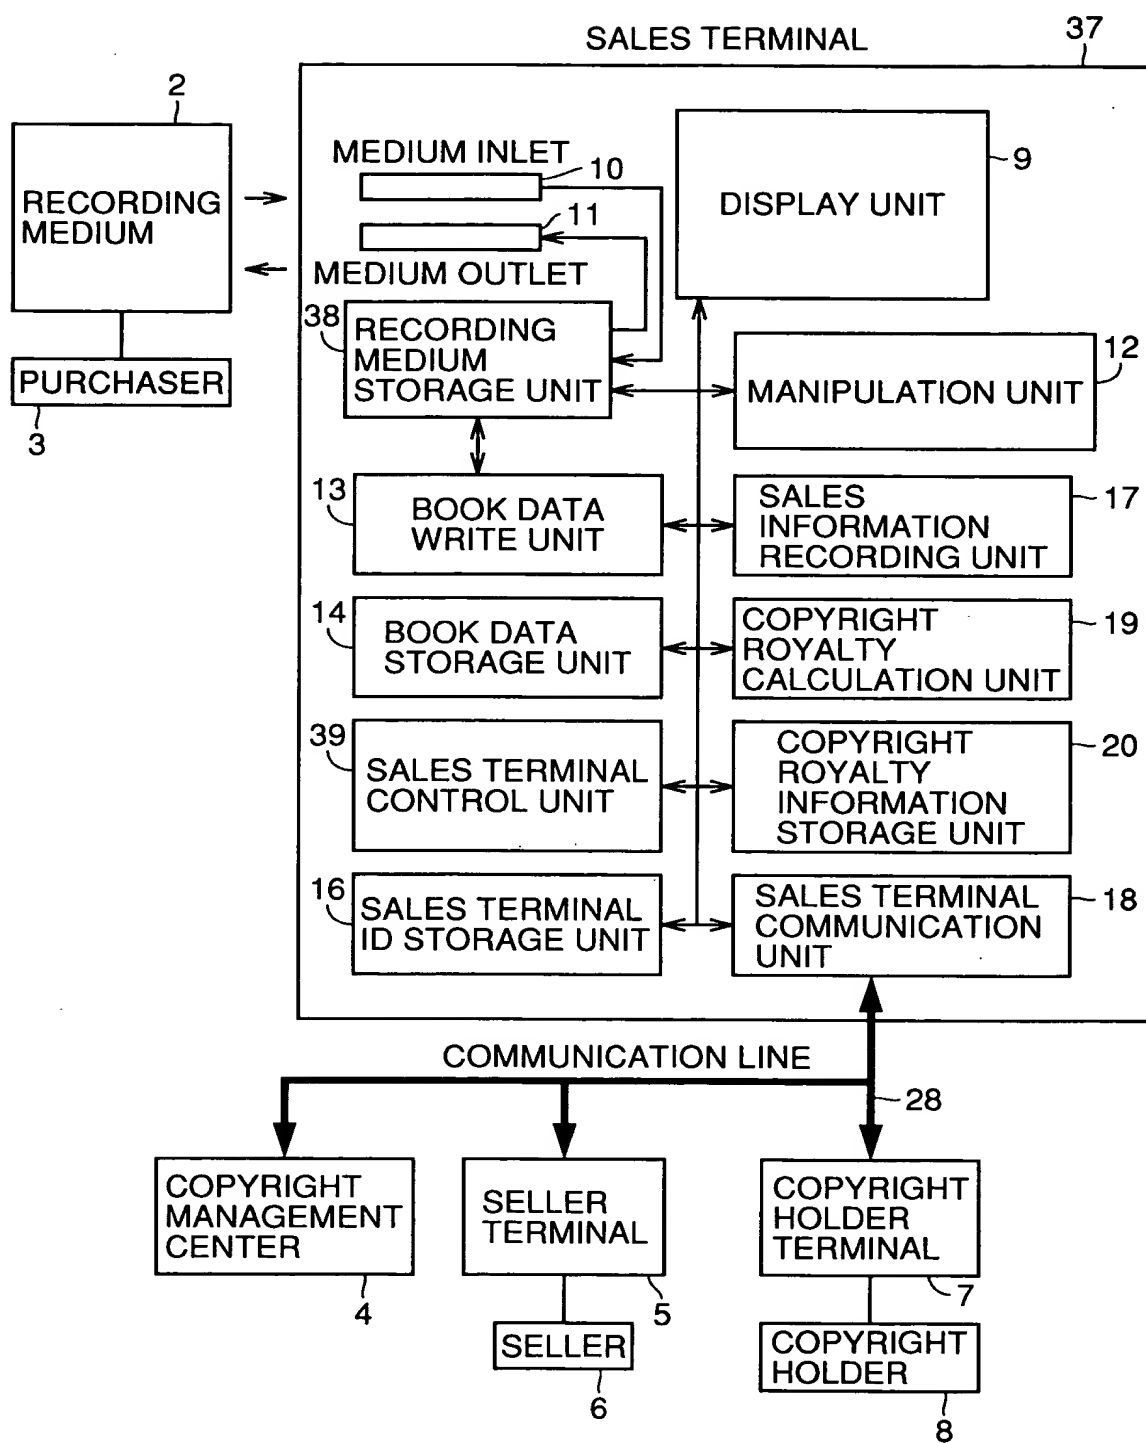 SALES TERMINAL
37
2
RECORDING
MEDIUM
PURCHASER
3
MEDIUM INLET
10
11
MEDIUM OUTLET
DISPLAY UNIT
9
38
RECORDING
MEDIUM
STORAGE UNIT
MANIPULATION UNIT
12
13
BOOK DATA
WRITE UNIT
SALES
INFORMATION
RECORDING UNIT
17
14
BOOK DATA
STORAGE UNIT
COPYRIGHT
ROYALTY
CALCULATION UNIT
19
39
SALES TERMINAL
CONTROL UNIT
COPYRIGHT
ROYALTY
INFORMATION
STORAGE UNIT
20
16
SALES TERMINAL
ID STORAGE UNIT
SALES TERMINAL
COMMUNICATION
UNIT
18
COMMUNICATION LINE
28
COPYRIGHT
MANAGEMENT
CENTER
4
SELLER
TERMINAL
5
SELLER
6
COPYRIGHT
HOLDER
TERMINAL
7
COPYRIGHT
HOLDER
8